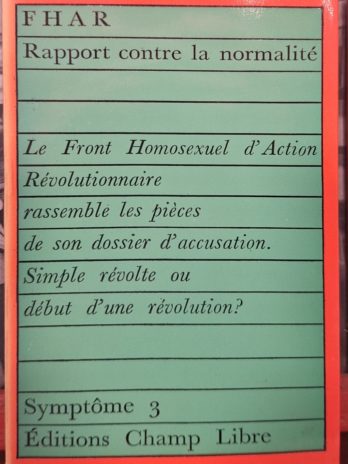 FHAR
Rapport contre la normalité
Le Front Homosexuel d'Action
Révolutionnaire
rassemble les pièces
de son dossier d'accusation.
Simple révolte ou
début d'une révolution?
Symptôme 3
Éditions Champ Libre